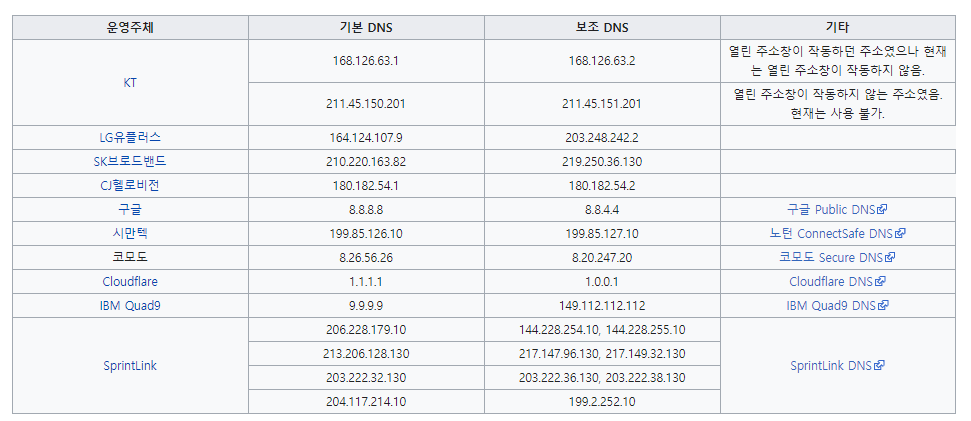 운영주체 기본 DNS 보조 DNS 기타
KT 168.126.63.1 168.126.63.2 열린 주소창이 작동하던 주소였으나 현재
는 열린 주소창이 작동하지 않음.
211.45.150.201 211.45.151.201 열린 주소창이 작동하지 않는 주소였음.
현재는 사용 불가.
LG유플러스 164.124.107.9 203.248.242.2
SK브로드밴드 210.220.163.82 219.250.36.130
CJ헬로비전 180.182.54.1 180.182.54.2
구글 8.8.8.8 8.8.4.4 구글 Public DNS
시만텍 199.85.126.10 199.85.127.10 노턴 ConnectSafe DNS
코모도 8.26.56.26 8.20.247.20 코모도 Secure DNS
Cloudflare 1.1.1.1 1.0.0.1 Cloudflare DNS
IBM Quad9 9.9.9.9 149.112.112.112 IBM Quad9 DNS
SprintLink 206.228.179.10 144.228.254.10, 144.228.255.10 SprintLink DNS
213.206.128.130 217.147.96.130, 217.149.32.130
203.222.32.130 203.222.36.130, 203.222.38.130
204.117.214.10 199.2.252.10